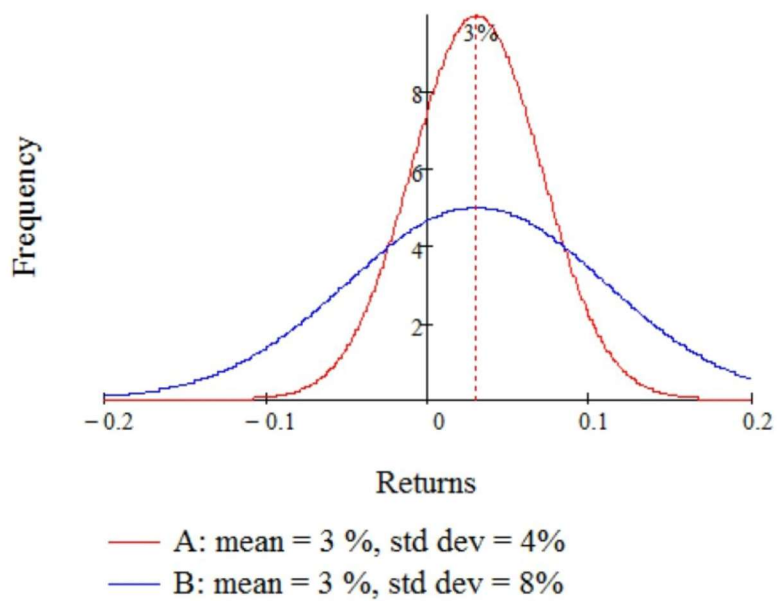 3%
8
6
4
2
Frequency
−0.2
−0.1
0
0.1
0.2
Returns
A: mean = 3 %, std dev = 4%
B: mean = 3 %, std dev = 8%